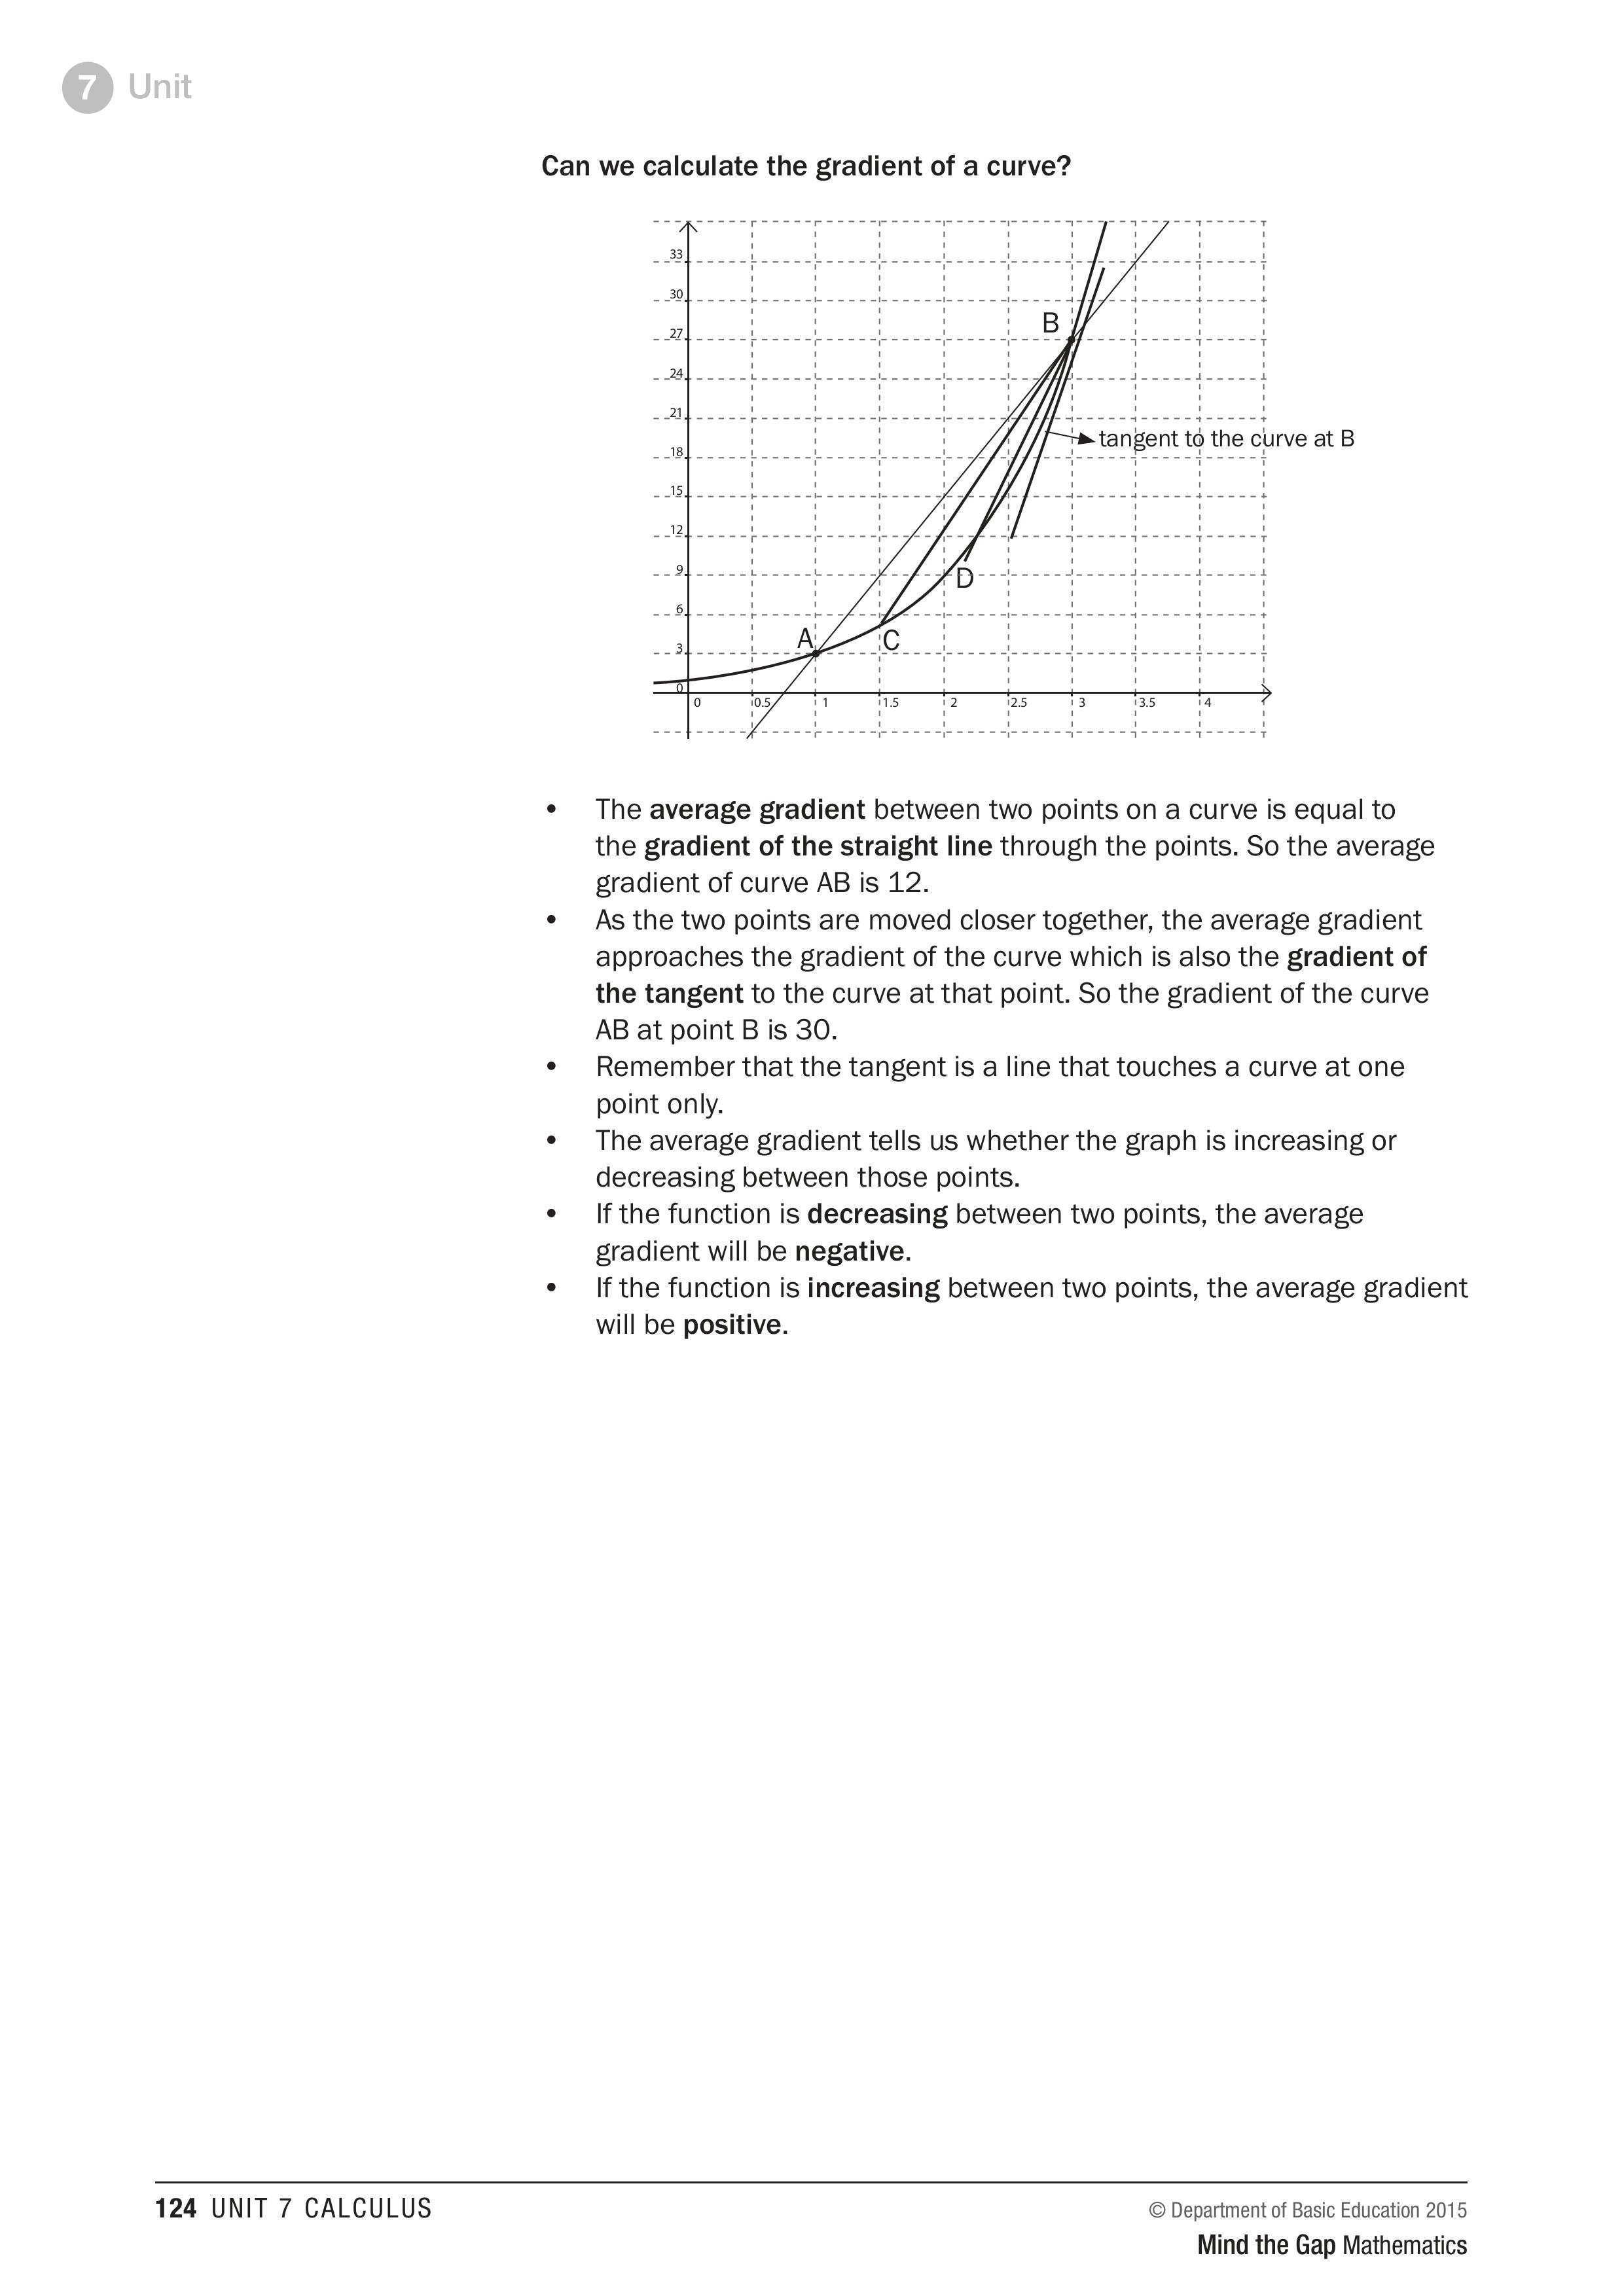 7 Unit
Can we calculate the gradient of a curve?
33
30
27
24
21
18
15
12
9
6
3
0
B
tangent to the curve at B
D
A
C
0 0.5 1 1.5 2 2.5 3 3.5 4
• The average gradient between two points on a curve is equal to
the gradient of the straight line through the points. So the average
gradient of curve AB is 12.
• As the two points are moved closer together, the average gradient
approaches the gradient of the curve which is also the gradient of
the tangent to the curve at that point. So the gradient of the curve
AB at point B is 30.
• Remember that the tangent is a line that touches a curve at one
point only.
• The average gradient tells us whether the graph is increasing or
decreasing between those points.
• If the function is decreasing between two points, the average
gradient will be negative.
• If the function is increasing between two points, the average gradient
will be positive.
124 UNIT 7 CALCULUS
© Department of Basic Education 2015
Mind the Gap Mathematics